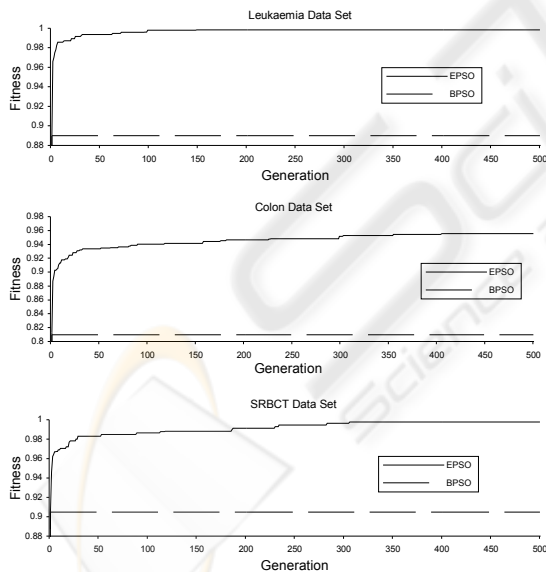 Leukaemia Data Set
1
0.98
0.96
0.94
0.92
0.9
0.88
Fitness
EPSO
BPSO
0 50 100 150 200 250 300 350 400 450 500
Generation
Colon Data Set
0.98
0.96
0.94
0.92
0.9
0.88
0.86
0.84
0.82
0.8
Fitness
EPSO
BPSO
0 50 100 150 200 250 300 350 400 450 500
Generation
SRBCT Data Set
1
0.98
0.96
0.94
0.92
0.9
0.88
Fitness
EPSO
BPSO
0 50 100 150 200 250 300 350 400 450 500
Generation
Science